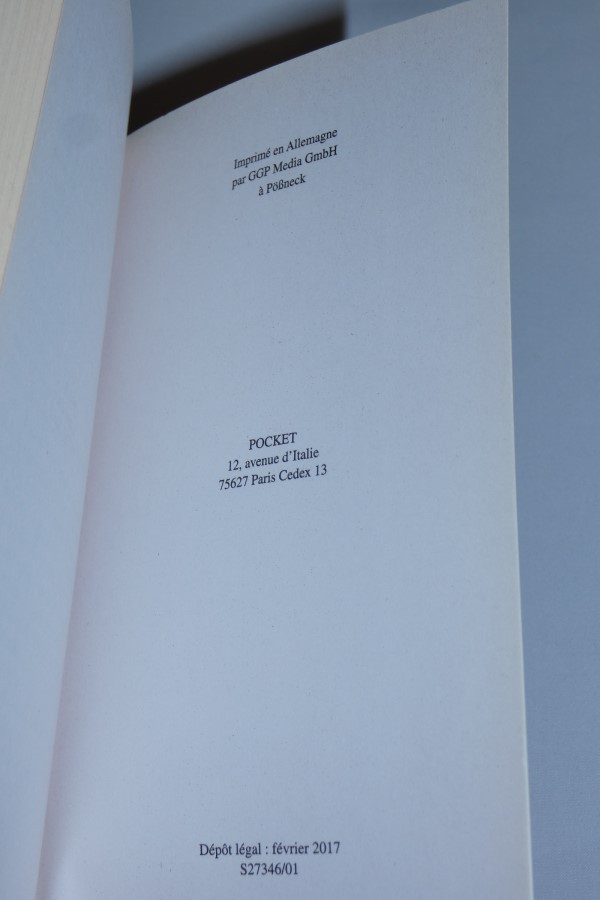 Imprimé en Allemagne
par GGP Media GmbH
à Pößneck
POCKET
12, avenue d'Italie
75627 Paris Cedex 13
Dépôt légal : février 2017
S27346/01